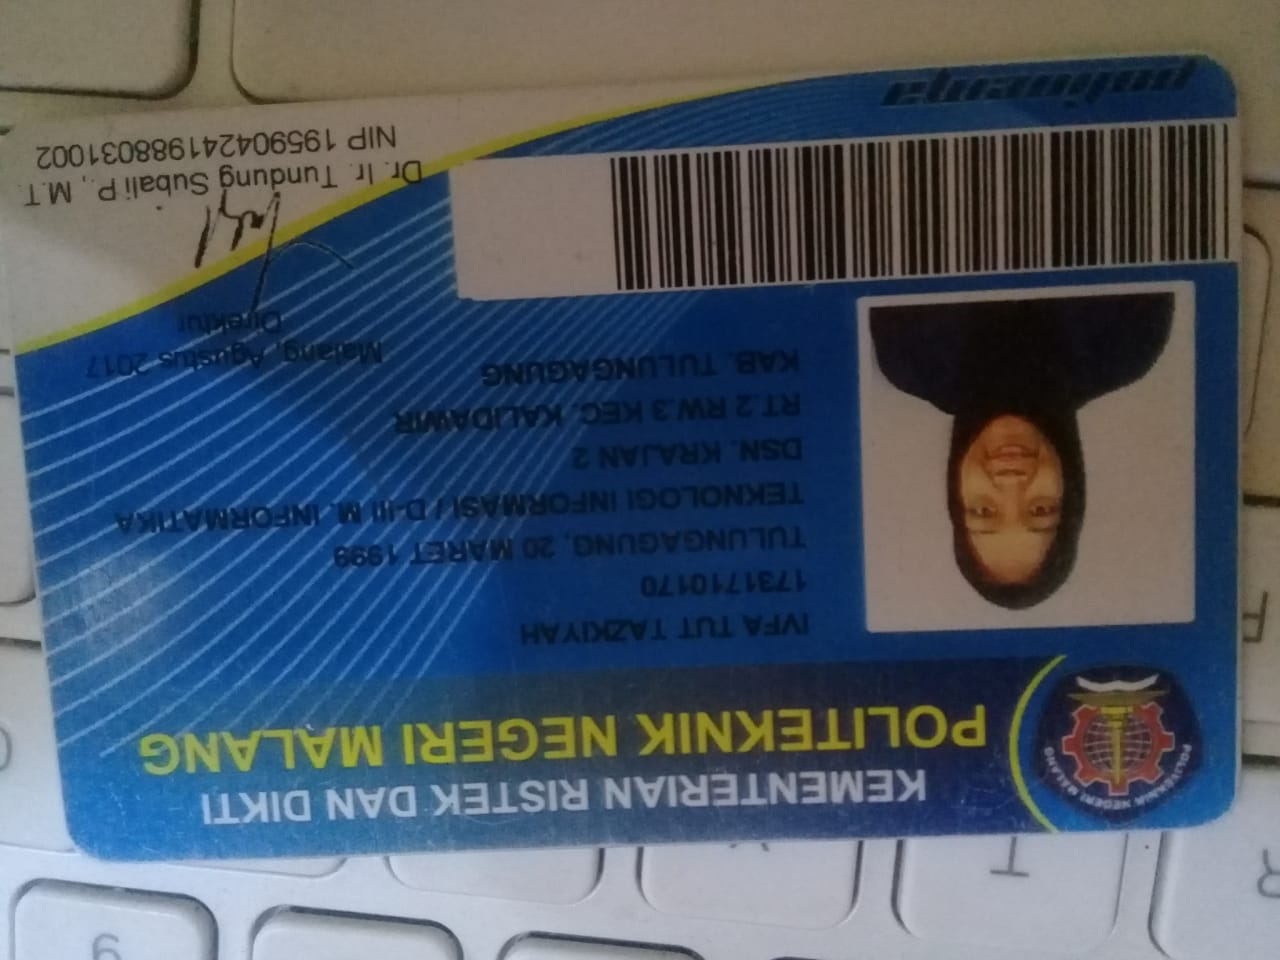 KEMENTERIAN RISTEK DAN DIKTI
POLITEKNIK NEGERI MALANG
POLITEKNIK NEGERI MALANG
IVFA TUT TAZKIYAH
1731710170
TULUNGAGUNG, 20 MARET 1999
TEKNOLOGI INFORMASI / D-III M. INFORMATIKA
DSN. KRAJAN 2
RT.2 RW.3 KEC. KALIDAWIR
KAB. TULUNGAGUNG
Malang, Agustus 2017
Direktur
Dr. Ir. Tundung Subali P., M.T.
NIP 195904241988031002
polinema
T
R
F